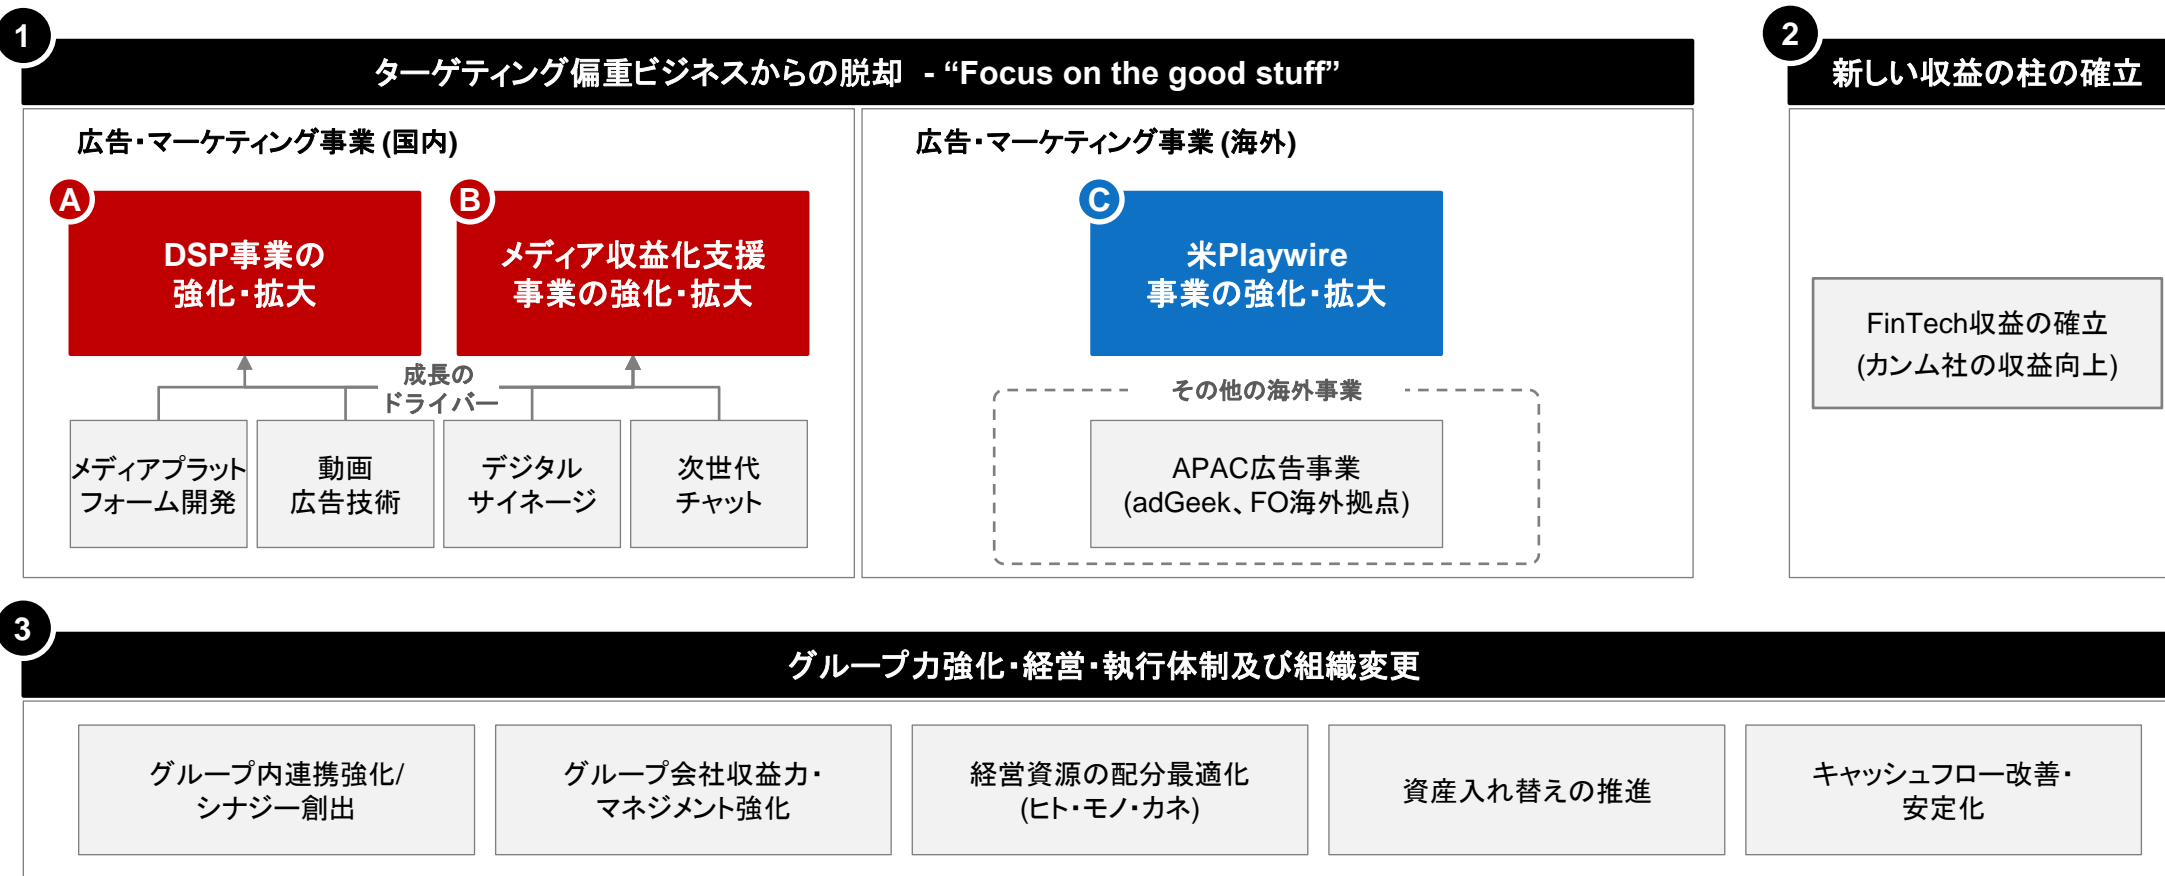 1
ターゲティング偏重ビジネスからの脱却 - “Focus on the good stuff”
広告・マーケティング事業 (国内)
A
DSP事業の
強化・拡大
B
メディア収益化支援
事業の強化・拡大
成長の
ドライバー
メディアプラット
フォーム開発
動画
広告技術
デジタル
サイネージ
次世代
チャット
広告・マーケティング事業 (海外)
C
米Playwire
事業の強化・拡大
その他の海外事業
APAC広告事業
(adGeek、FO海外拠点)
2
新しい収益の柱の確立
FinTech収益の確立
(カンム社の収益向上)
3
グループ力強化・経営・執行体制及び組織変更
グループ内連携強化/
シナジー創出
グループ会社収益力・
マネジメント強化
経営資源の配分最適化
(ヒト・モノ・カネ)
資産入れ替えの推進
キャッシュフロー改善・
安定化